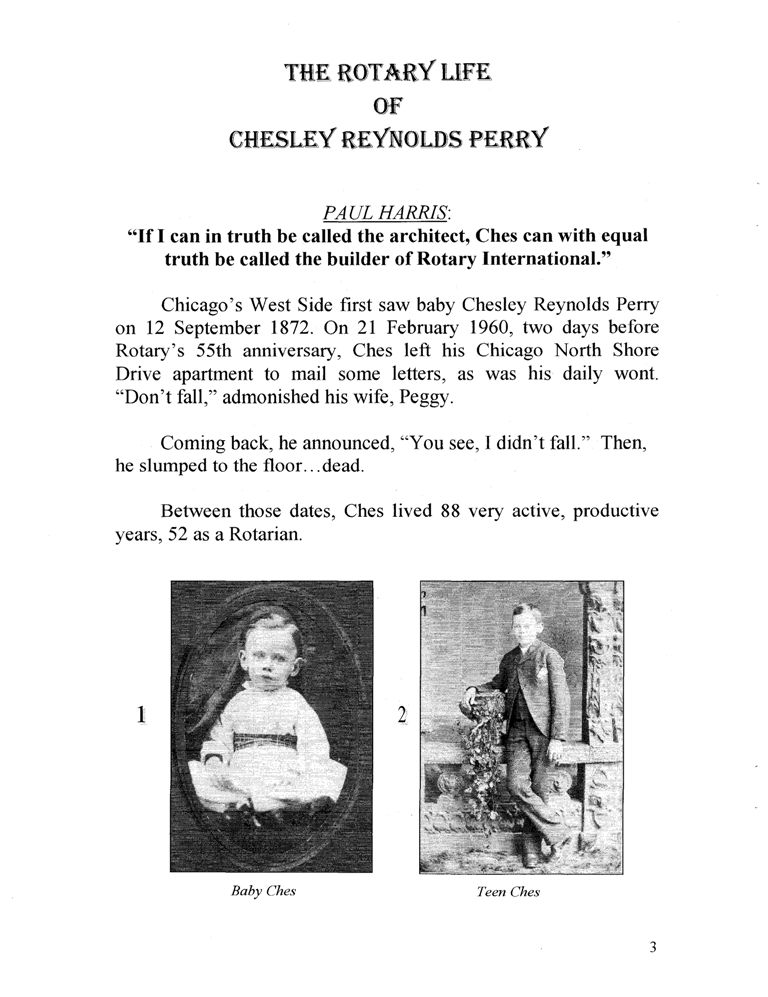 THE ROTARY LIFE
OF
CHESLEY REYNOLDS PERRY
PAUL HARRIS:
“If I can in truth be called the architect, Ches can with equal
truth be called the builder of Rotary International.”
Chicago’s West Side first saw baby Chesley Reynolds Perry
on 12 September 1872. On 21 February 1960, two days before
Rotary’s 55th anniversary, Ches left his Chicago North Shore
Drive apartment to mail some letters, as was his daily wont.
“Don’t fall,” admonished his wife, Peggy.
Coming back, he announced, “You see, I didn’t fall.” Then,
he slumped to the floor…dead.
Between those dates, Ches lived 88 very active, productive
years, 52 as a Rotarian.
1
2
Baby Ches
Teen Ches
3